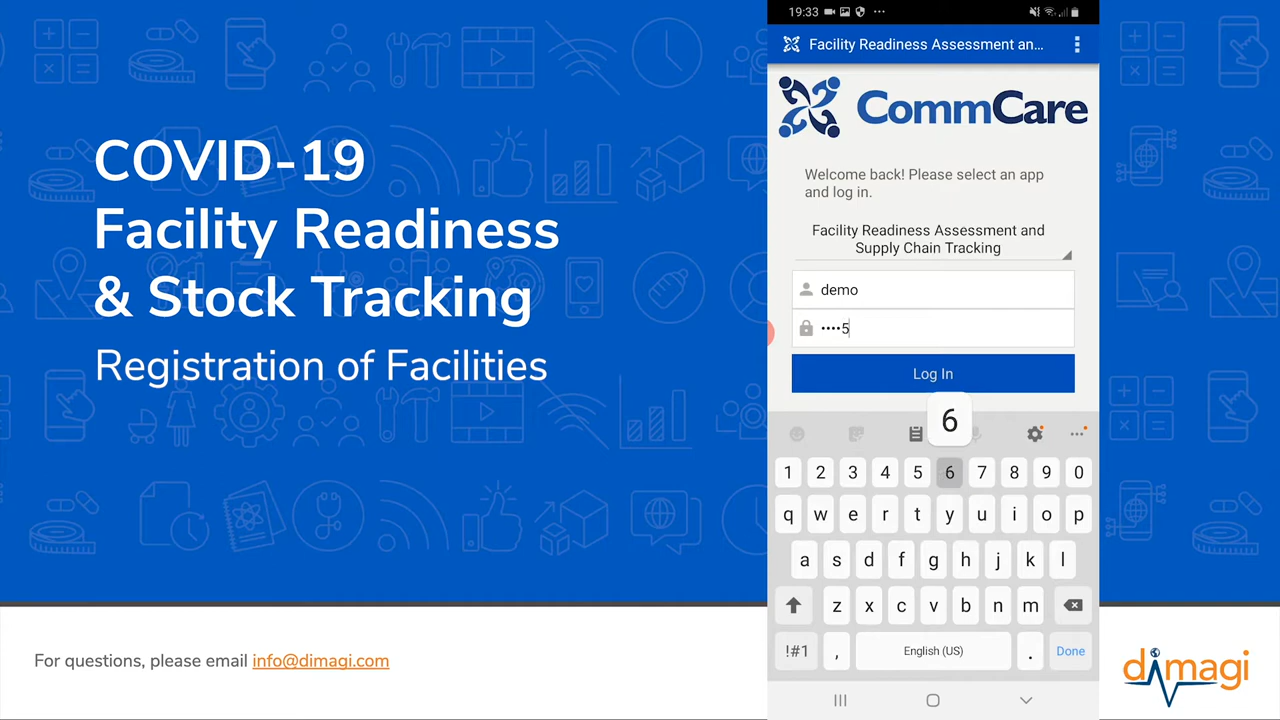 COVID-19
Facility Readiness
& Stock Tracking
Registration of Facilities
For questions, please email info@dimagi.com
19:33
Facility Readiness Assessment an...
CommCare
Welcome back! Please select an app
and log in.
Facility Readiness Assessment and
Supply Chain Tracking
demo
••••5
Log In
6
1 2 3 4 5 6 7 8 9 0
q w e r t y u i o p
a s d f g h j k l
z x c v b n m
!#1 , English (US) . Done
dimagi